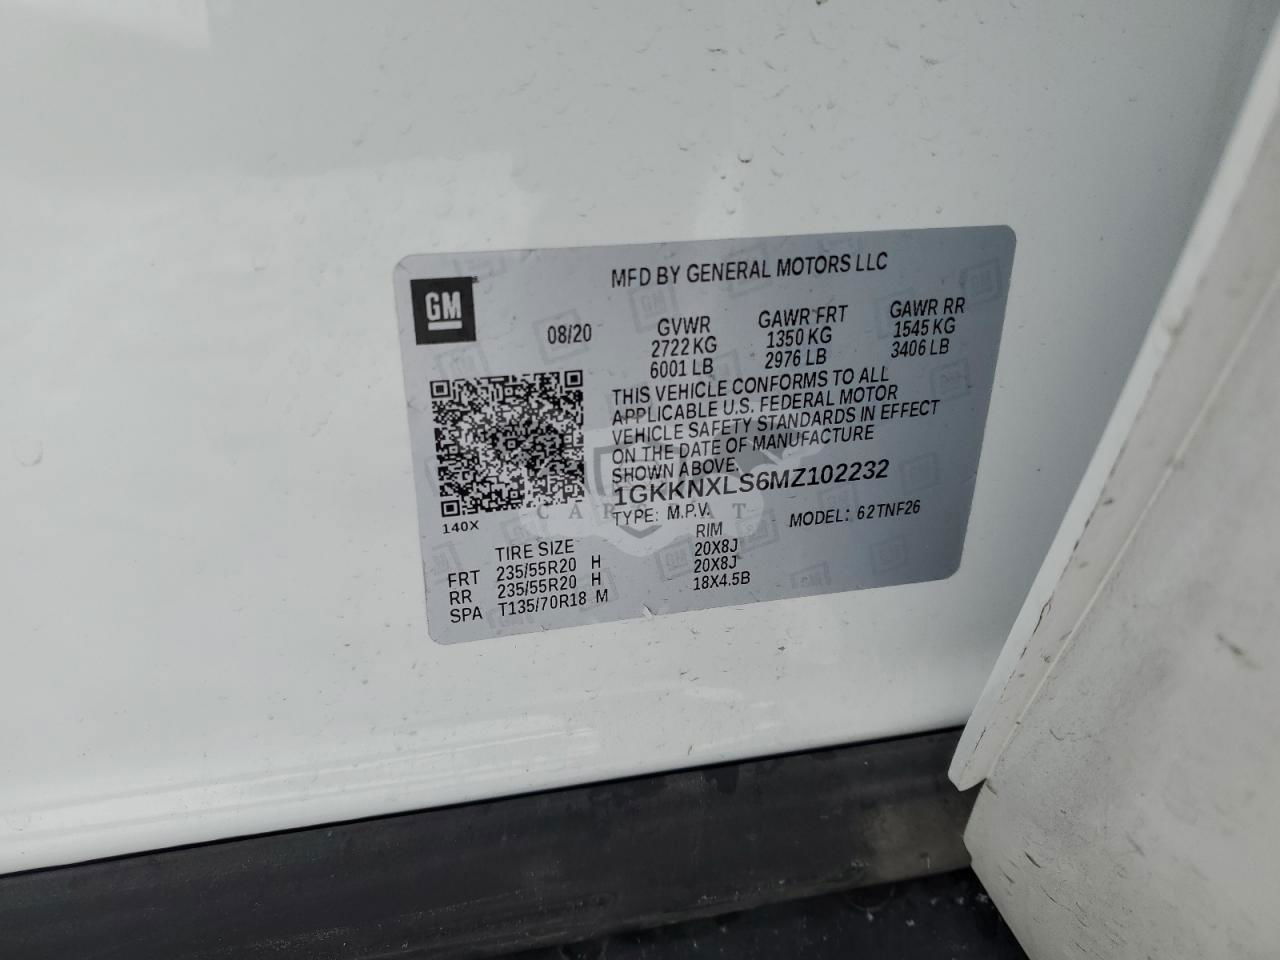 MFD BY GENERAL MOTORS LLC
GM
08/20
GVWR GAWR FRT GAWR RR
2722 KG 1350 KG 1545 KG
6001 LB 2976 LB 3406 LB
THIS VEHICLE CONFORMS TO ALL
APPLICABLE U.S. FEDERAL MOTOR
VEHICLE SAFETY STANDARDS IN EFFECT
ON THE DATE OF MANUFACTURE
SHOWN ABOVE.
1GKKNXLS6MZ102232
TYPE: M.P.V. MODEL: 62TNF26
140X
TIRE SIZE RIM
FRT 235/55R20 H 20X8J
RR 235/55R20 H 20X8J
SPA T135/70R18 M 18X4.5B